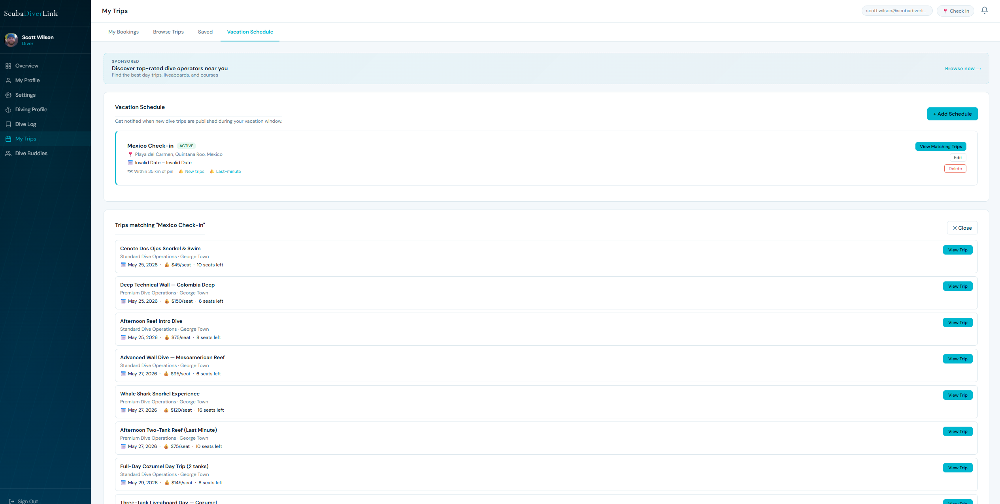 ScubaDiverLink
Scott Wilson
Diver
Overview
My Profile
Settings
Diving Profile
Dive Log
My Trips
Dive Buddies
Sign Out
My Trips
scott.wilson@scubadiverli...
Check In
My Bookings
Browse Trips
Saved
Vacation Schedule
SPONSORED
Discover top-rated dive operators near you
Find the best day trips, liveaboards, and courses
Browse now →
Vacation Schedule
Get notified when new dive trips are published during your vacation window.
+ Add Schedule
Mexico Check-in ACTIVE
Playa del Carmen, Quintana Roo, Mexico
Invalid Date – Invalid Date
Within 35 km of pin New trips Last-minute
View Matching Trips
Edit
Delete
Trips matching "Mexico Check-in"
✕ Close
Cenote Dos Ojos Snorkel & Swim
Standard Dive Operations · George Town
May 25, 2026 · $45/seat · 10 seats left
View Trip
Deep Technical Wall — Colombia Deep
Premium Dive Operations · George Town
May 25, 2026 · $150/seat · 6 seats left
View Trip
Afternoon Reef Intro Dive
Standard Dive Operations · George Town
May 25, 2026 · $75/seat · 8 seats left
View Trip
Advanced Wall Dive — Mesoamerican Reef
Standard Dive Operations · George Town
May 27, 2026 · $95/seat · 6 seats left
View Trip
Whale Shark Snorkel Experience
Premium Dive Operations · George Town
May 27, 2026 · $120/seat · 16 seats left
View Trip
Afternoon Two-Tank Reef (Last Minute)
Premium Dive Operations · George Town
May 27, 2026 · $75/seat · 10 seats left
View Trip
Full-Day Cozumel Day Trip (2 tanks)
Standard Dive Operations · George Town
May 29, 2026 · $145/seat · 8 seats left
View Trip
Three-Tank Liveaboard Day — Cozumel
View Trip